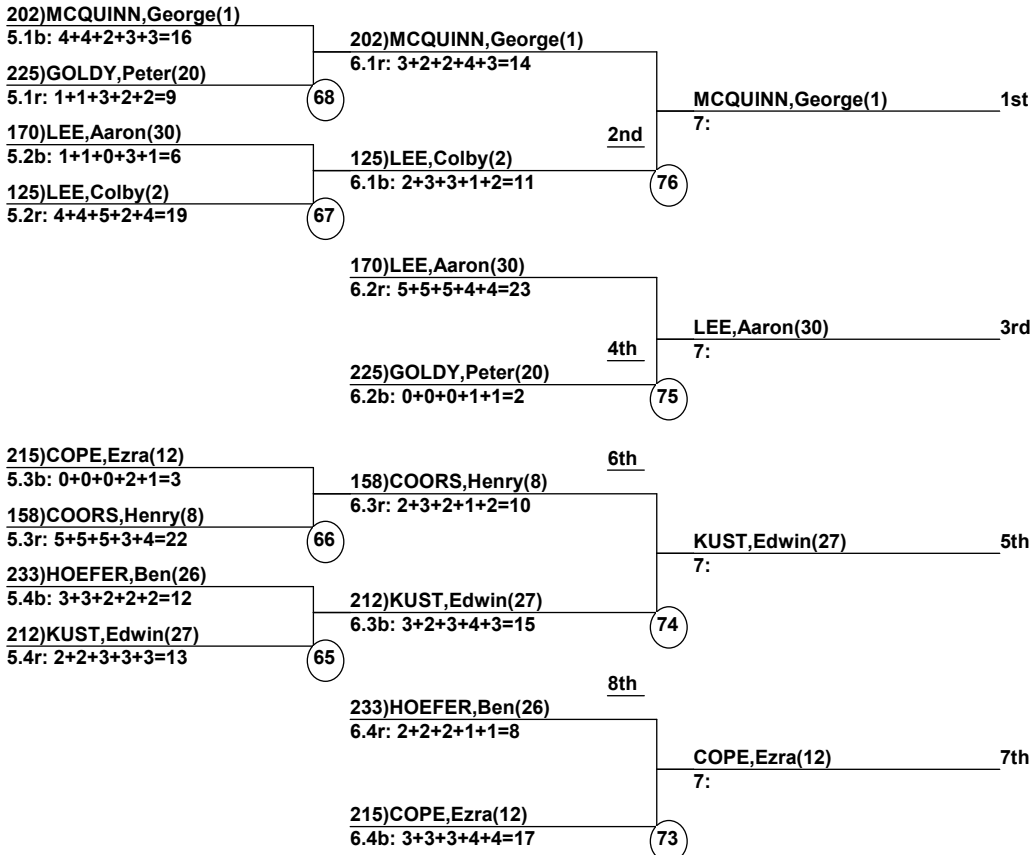 202)MCQUINN,George(1)
5.1b: 4+4+2+3+3=16
202)MCQUINN,George(1)
6.1r: 3+2+2+4+3=14
225)GOLDY,Peter(20)
5.1r: 1+1+3+2+2=9
68
MCQUINN,George(1) 1st
7:
170)LEE,Aaron(30)
5.2b: 1+1+0+3+1=6
2nd
125)LEE,Colby(2)
6.1b: 2+3+3+1+2=11
76
125)LEE,Colby(2)
5.2r: 4+4+5+2+4=19
67
170)LEE,Aaron(30)
6.2r: 5+5+5+4+4=23
LEE,Aaron(30) 3rd
7:
4th
225)GOLDY,Peter(20)
6.2b: 0+0+0+1+1=2
75
215)COPE,Ezra(12)
5.3b: 0+0+0+2+1=3
6th
158)COORS,Henry(8)
6.3r: 2+3+2+1+2=10
158)COORS,Henry(8)
5.3r: 5+5+5+3+4=22
66
KUST,Edwin(27) 5th
7:
233)HOEFER,Ben(26)
5.4b: 3+3+2+2+2=12
212)KUST,Edwin(27)
6.3b: 3+2+3+4+3=15
74
212)KUST,Edwin(27)
5.4r: 2+2+3+3+3=13
65
8th
233)HOEFER,Ben(26)
6.4r: 2+2+2+1+1=8
COPE,Ezra(12) 7th
7:
215)COPE,Ezra(12)
6.4b: 3+3+3+4+4=17
73